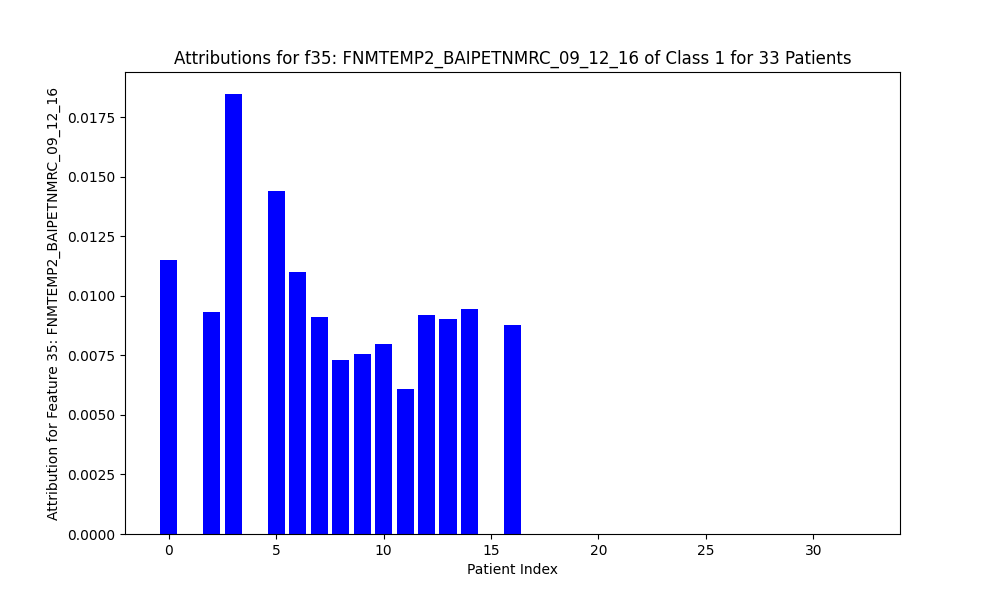 Attributions for f35: FNMTEMP2_BAIPETNMRC_09_12_16 of Class 1 for 33 Patients
Attribution for Feature 35: FNMTEMP2_BAIPETNMRC_09_12_16
0.0175
0.0150
0.0125
0.0100
0.0075
0.0050
0.0025
0.0000
0 5 10 15 20 25 30
Patient Index